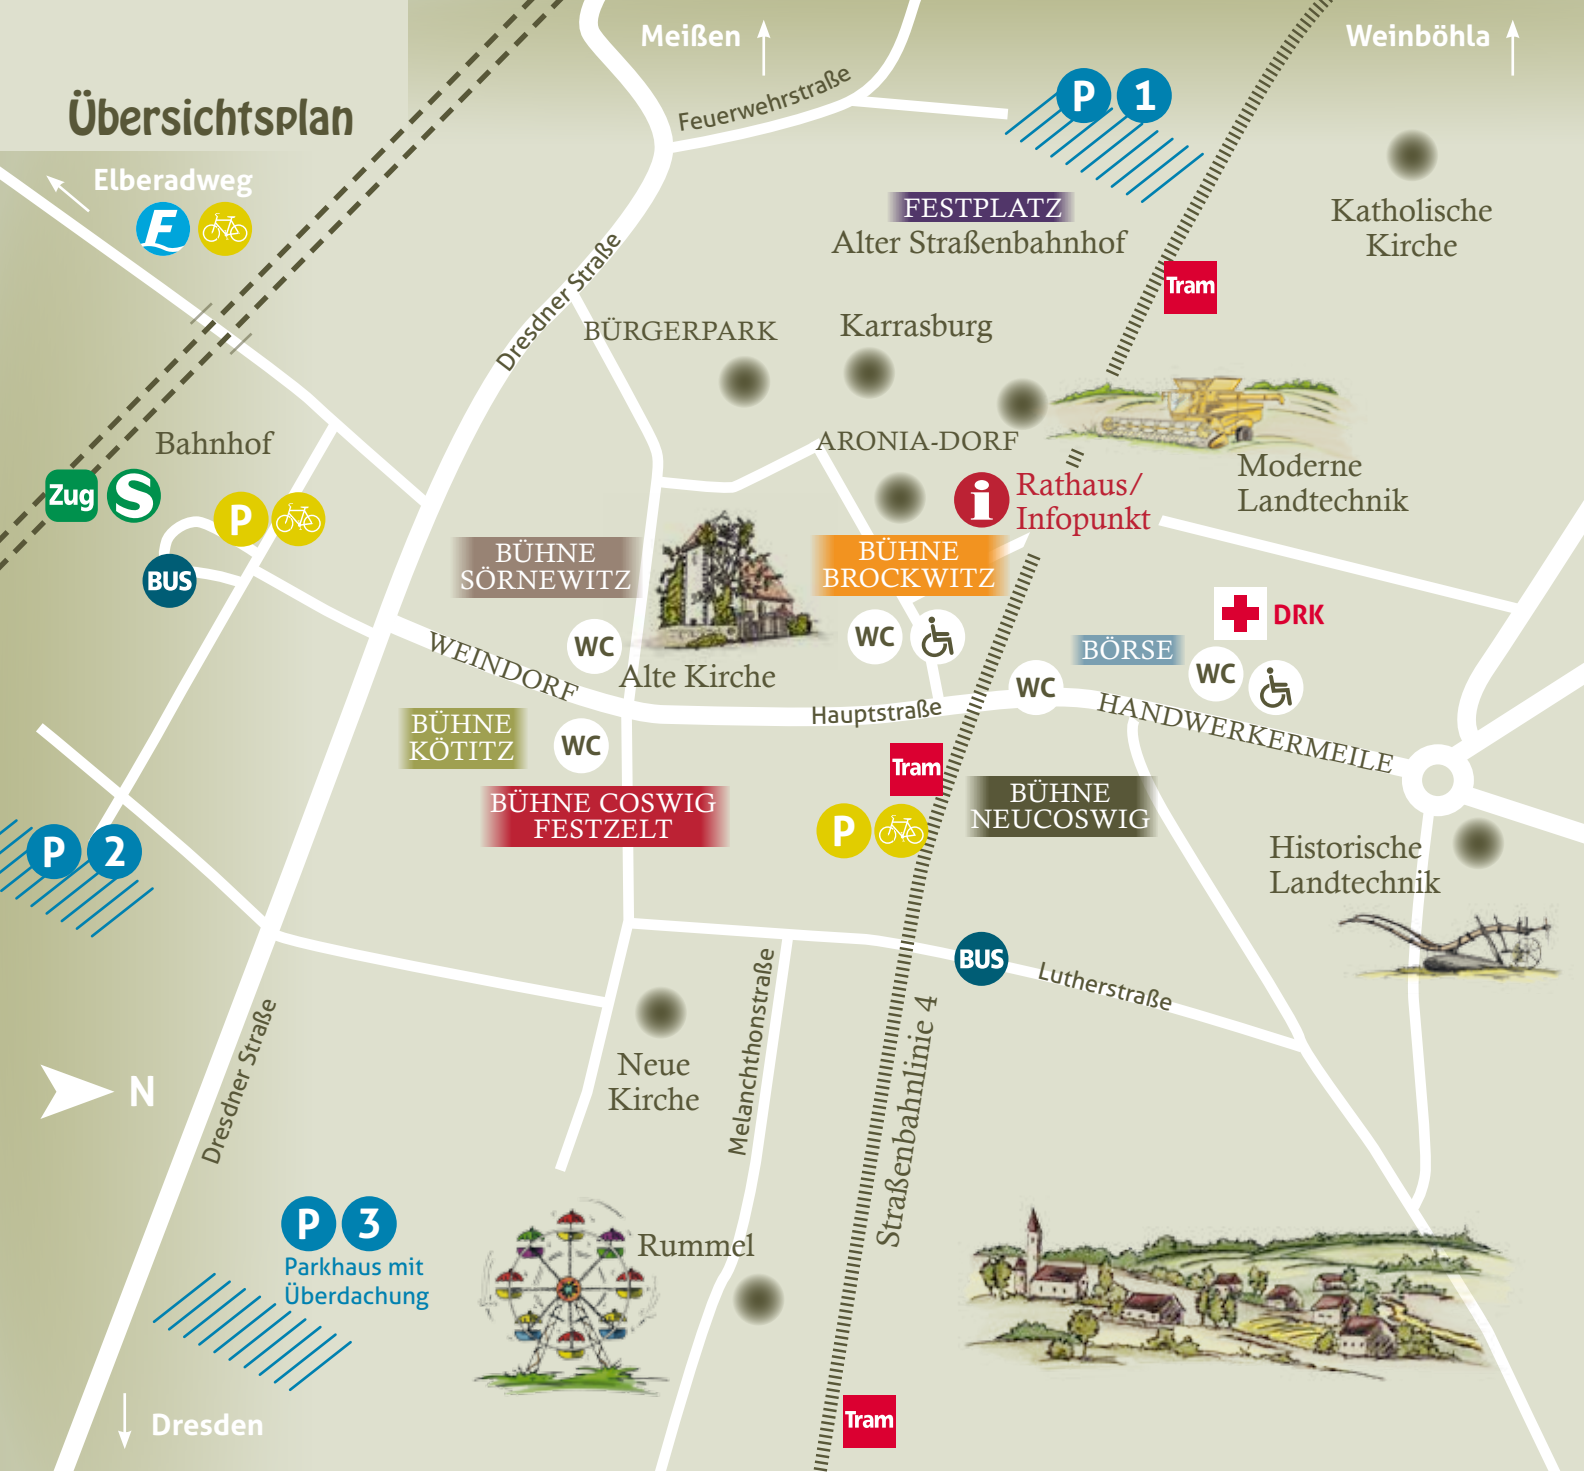 Meißen
Weinböhla
Übersichtsplan
Feuerwehrstraße
P 1
Elberadweg
FESTPLATZ
Alter Straßenbahnhof
Katholische
Kirche
Dresdner Straße
Tram
BÜRGERPARK
Karrasburg
ARONIA-DORF
Bahnhof
Zug
S
P
BUS
Moderne
Landtechnik
i
Rathaus/
Infopunkt
BÜHNE
SÖRNEWITZ
BÜHNE
BROCKWITZ
DRK
WC
WC
BÖRSE
WC
WC
WEINDORF
Alte Kirche
Hauptstraße
HANDWERKERMEILE
BÜHNE
KÖTITZ
WC
Tram
BÜHNE COSWIG
FESTZELT
BÜHNE
NEUCOSWIG
P
P 2
Historische
Landtechnik
BUS
Lutherstraße
Melanchthonstraße
Straßenbahnlinie 4
Neue
Kirche
Dresdner Straße
N
P 3
Parkhaus mit
Überdachung
Rummel
Dresden
Tram